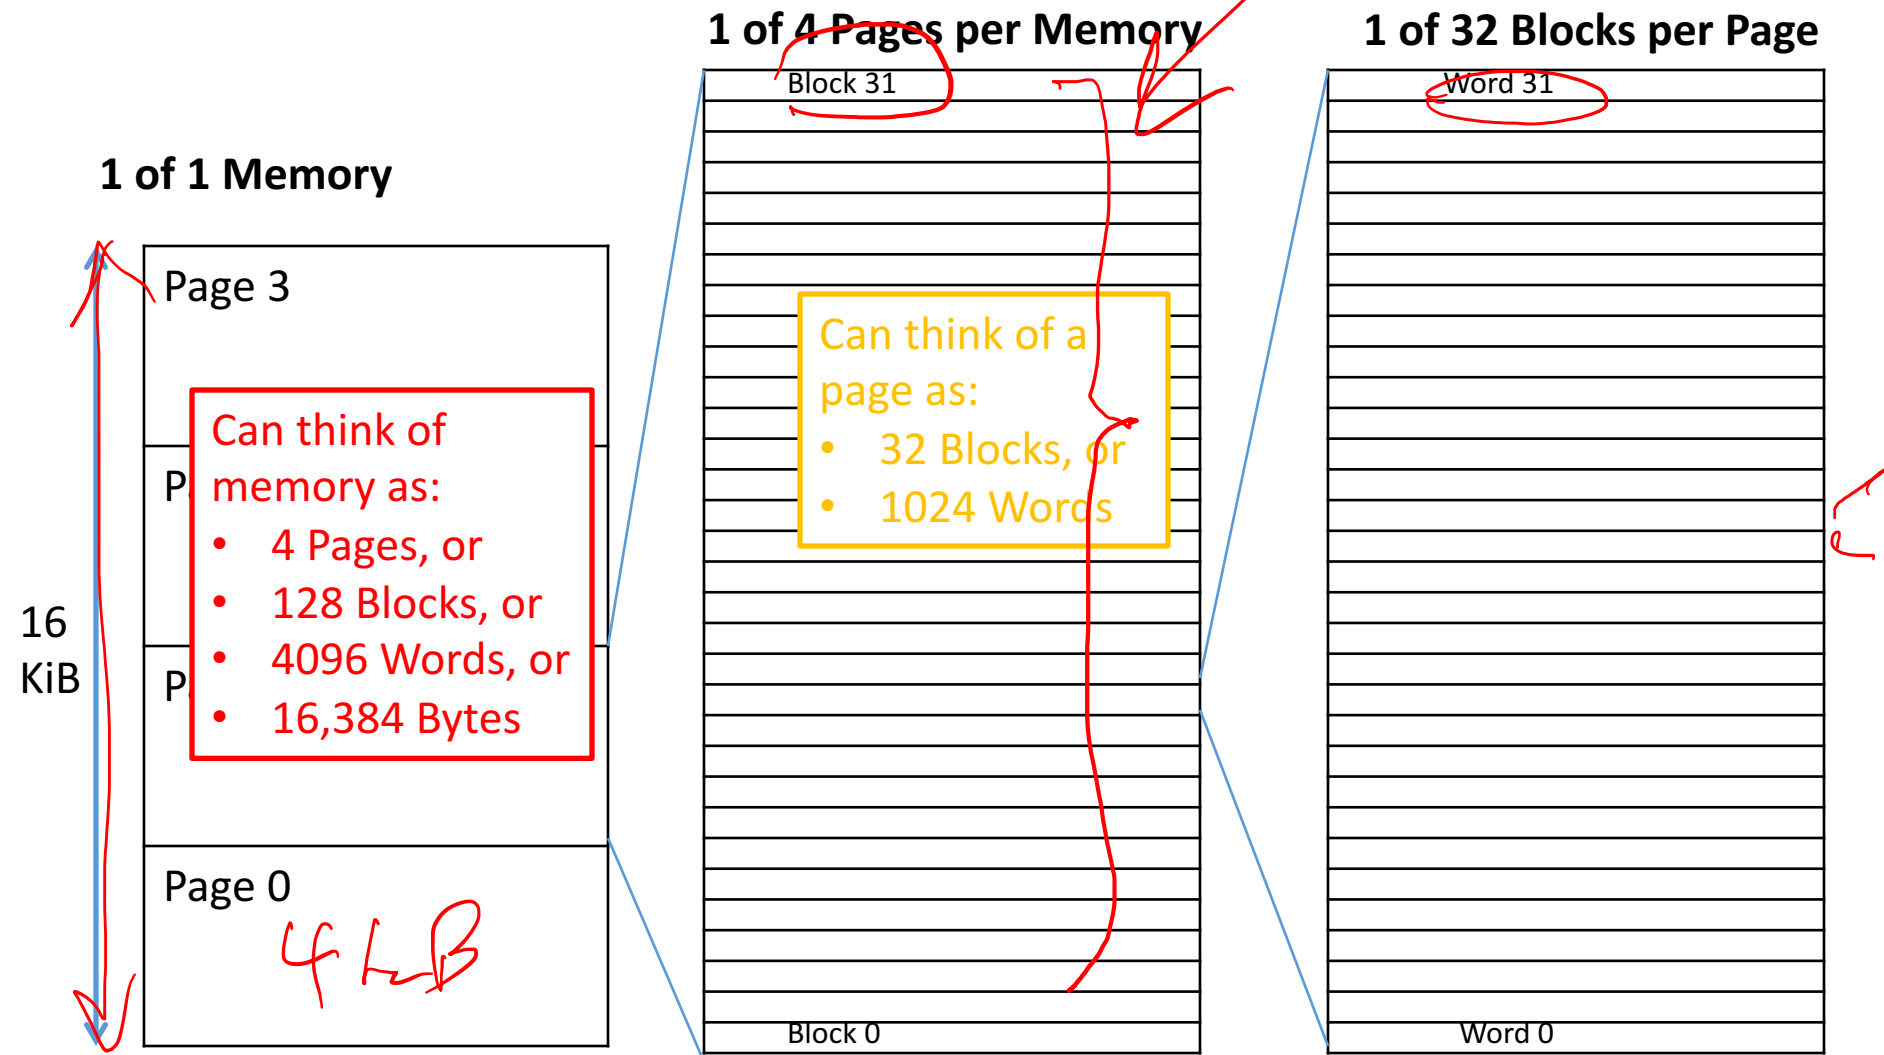 1 of 1 Memory
16
KiB
Page 3
P
P
Page 0
4 kB
Can think of
memory as:
• 4 Pages, or
• 128 Blocks, or
• 4096 Words, or
• 16,384 Bytes
1 of 4 Pages per Memory
Block 31
Can think of a
page as:
• 32 Blocks, or
• 1024 Words
Block 0
1 of 32 Blocks per Page
Word 31
Word 0